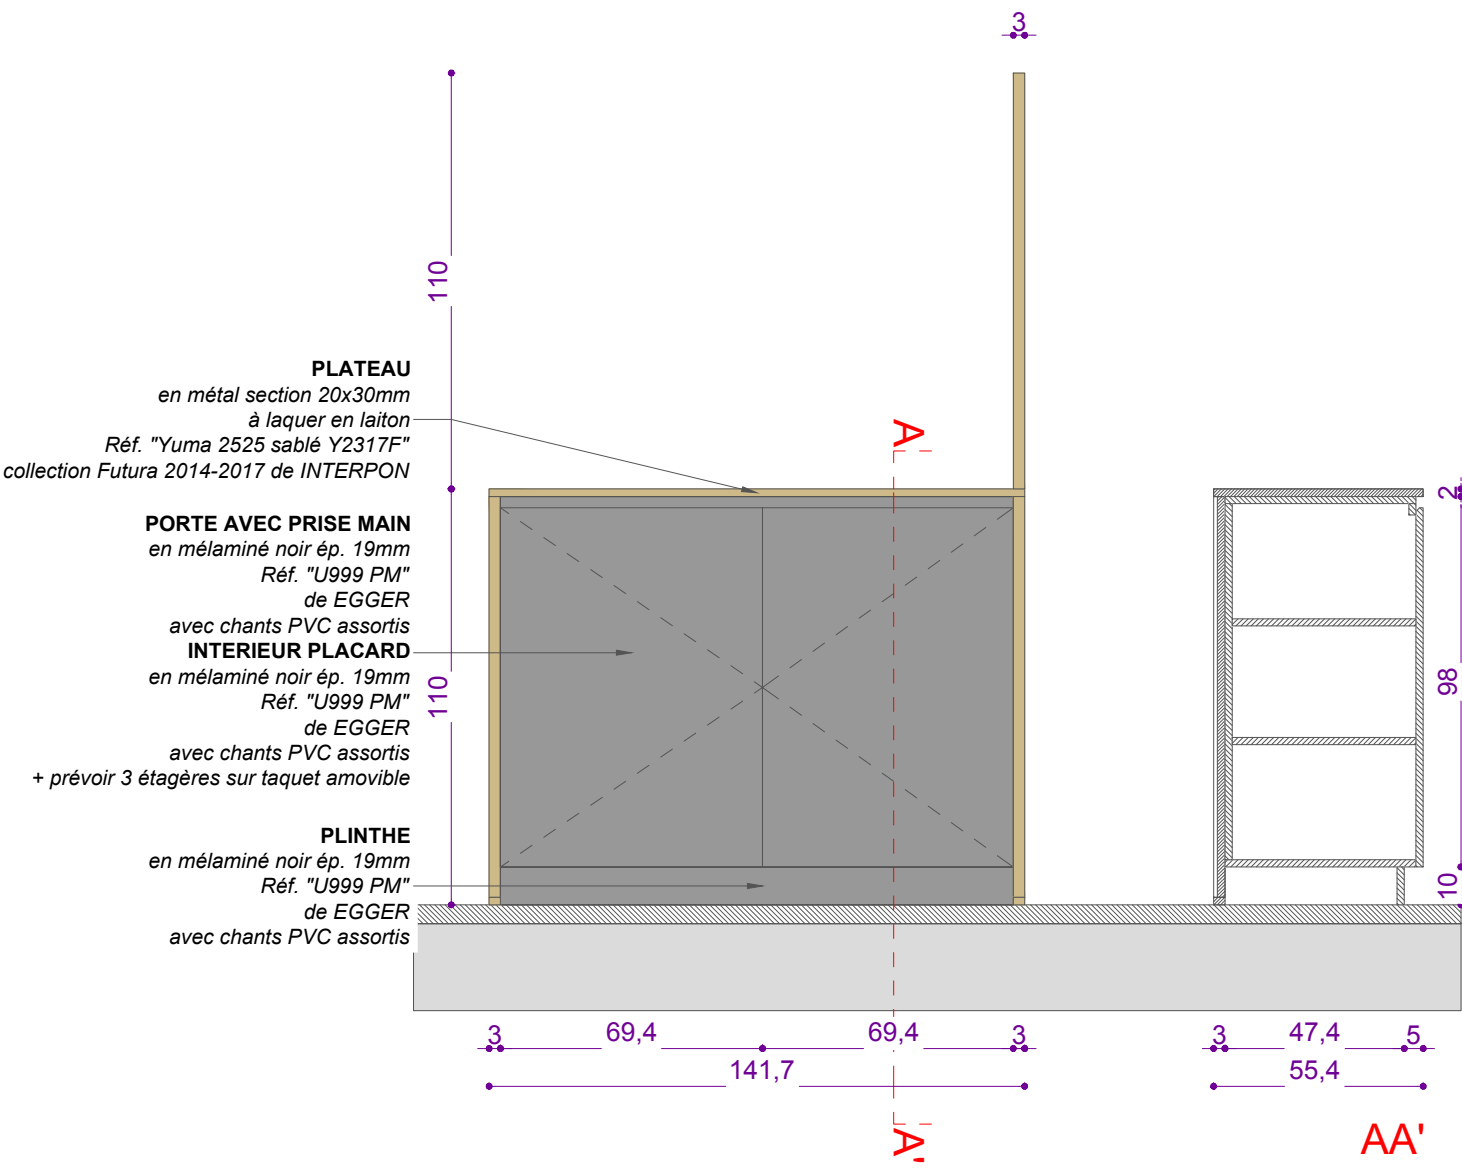 3
110
PLATEAU
en métal section 20x30mm
à laquer en laiton
Réf. "Yuma 2525 sablé Y2317F"
collection Futura 2014-2017 de INTERPON
A
2
PORTE AVEC PRISE MAIN
en mélaminé noir ép. 19mm
Réf. "U999 PM"
de EGGER
avec chants PVC assortis
INTERIEUR PLACARD
en mélaminé noir ép. 19mm
Réf. "U999 PM"
de EGGER
avec chants PVC assortis
+ prévoir 3 étagères sur taquet amovible
110
98
PLINTHE
en mélaminé noir ép. 19mm
Réf. "U999 PM"
de EGGER
avec chants PVC assortis
10
3 69,4 69,4 3
141,7
3 47,4 5
55,4
A'
AA'